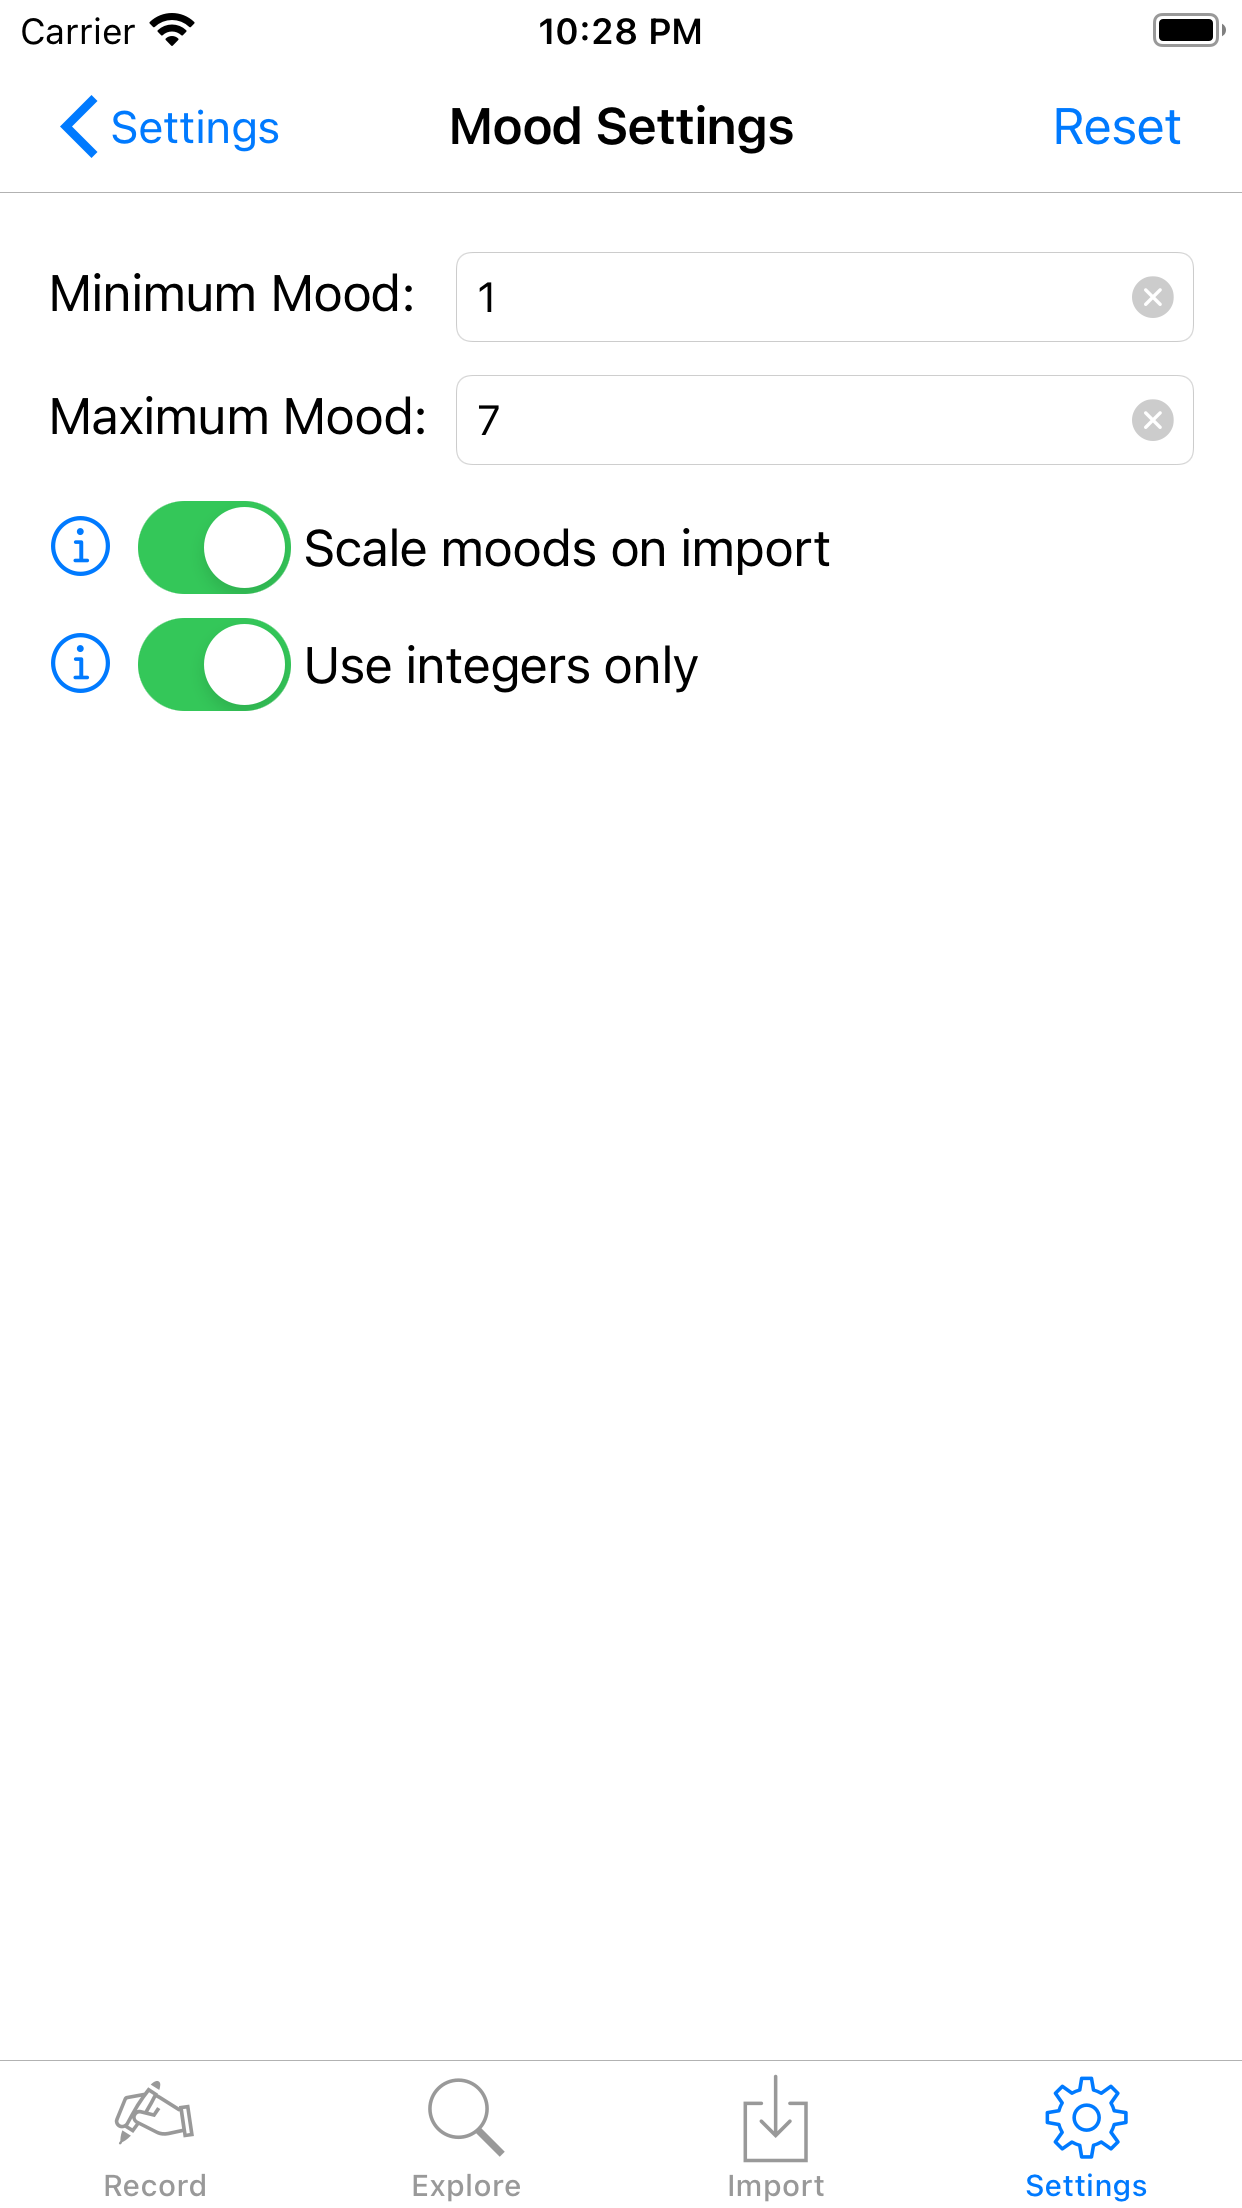 Carrier 10:28 PM
Settings Mood Settings Reset
Minimum Mood: 1
Maximum Mood: 7
Scale moods on import
Use integers only
Record Explore Import Settings